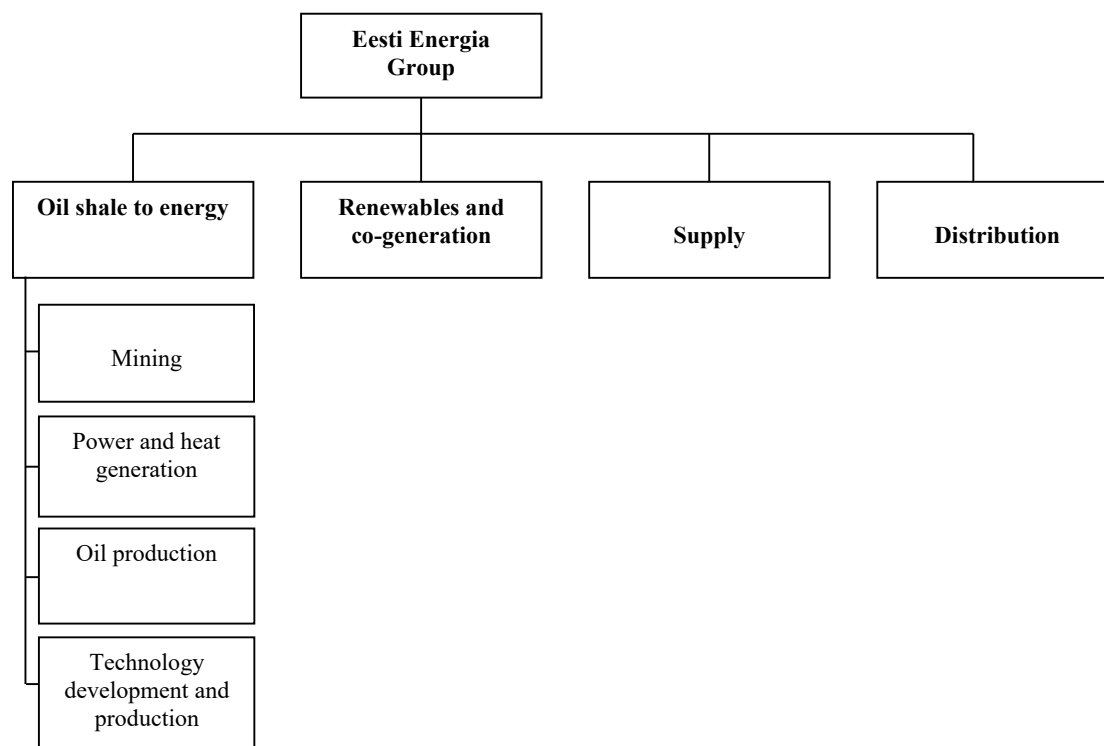 Eesti Energia
Group
Oil shale to energy
Renewables and
co-generation
Supply
Distribution
Mining
Power and heat
generation
Oil production
Technology
development and
production